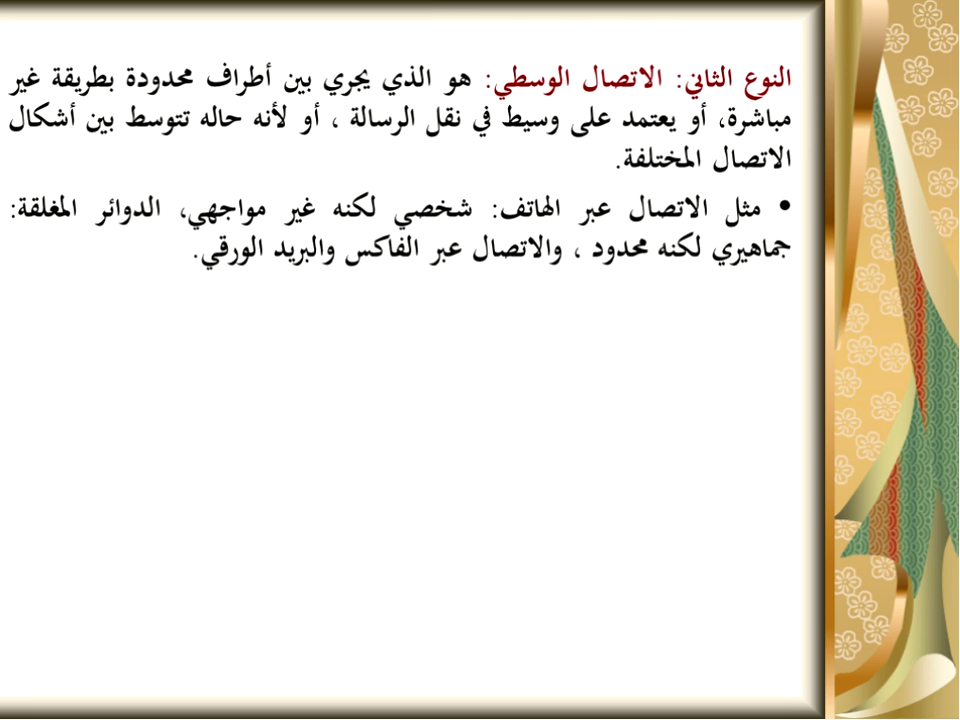 النوع الثاني: الاتصال الوسطي: هو الذي يجري بين أطراف محدودة بطريقة غير
مباشرة، أو يعتمد على وسيط في نقل الرسالة ، أو لأنه حاله تتوسط بين أشكال
الاتصال المختلفة.
• مثل الاتصال عبر الهاتف: شخصي لكنه غير مواجهي، الدوائر المغلقة:
جماهيري لكنه محدود ، والاتصال عبر الفاكس والبريد الورقي.